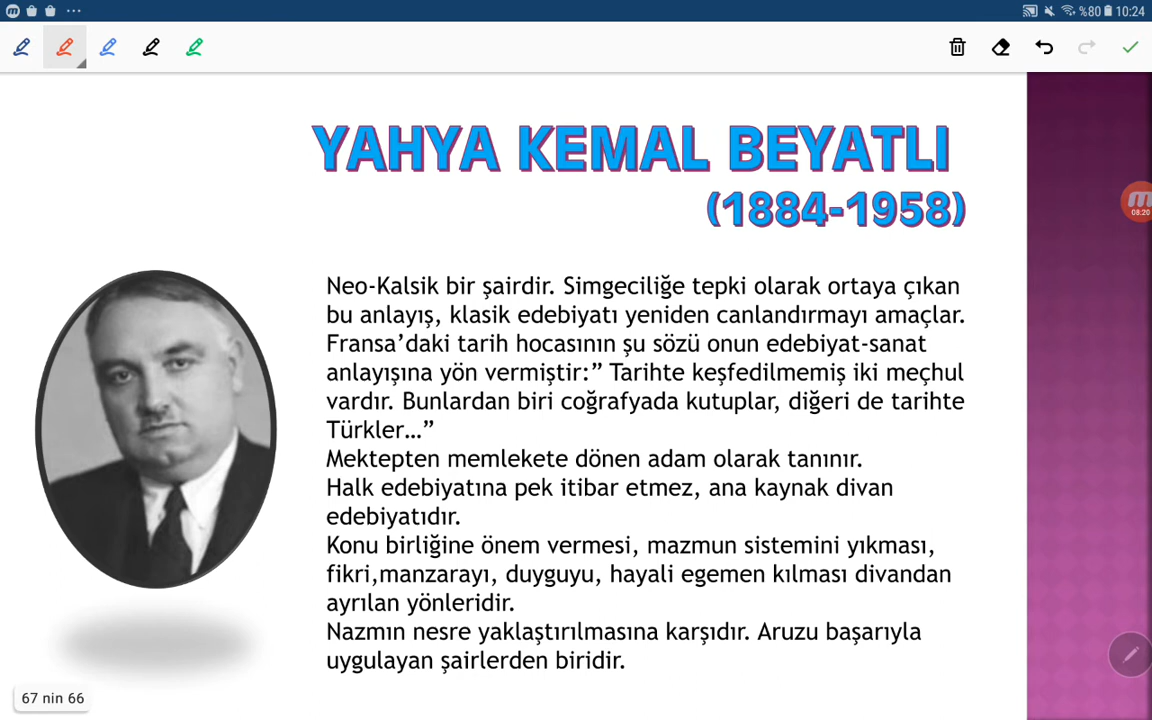 %80 10:24
YAHYA KEMAL BEYATLI
(1884-1958)
08:20
Neo-Kalsik bir şairdir. Simgeciliğe tepki olarak ortaya çıkan
bu anlayış, klasik edebiyatı yeniden canlandırmayı amaçlar.
Fransa’daki tarih hocasının şu sözü onun edebiyat-sanat
anlayışına yön vermiştir:” Tarihte keşfedilmemiş iki meçhul
vardır. Bunlardan biri coğrafyada kutuplar, diğeri de tarihte
Türkler…”
Mektepten memlekete dönen adam olarak tanınır.
Halk edebiyatına pek itibar etmez, ana kaynak divan
edebiyatıdır.
Konu birliğine önem vermesi, mazmun sistemini yıkması,
fikri,manzarayı, duyguyu, hayali egemen kılması divandan
ayrılan yönleridir.
Nazmın nesre yaklaştırılmasına karşıdır. Aruzu başarıyla
uygulayan şairlerden biridir.
67 nin 66